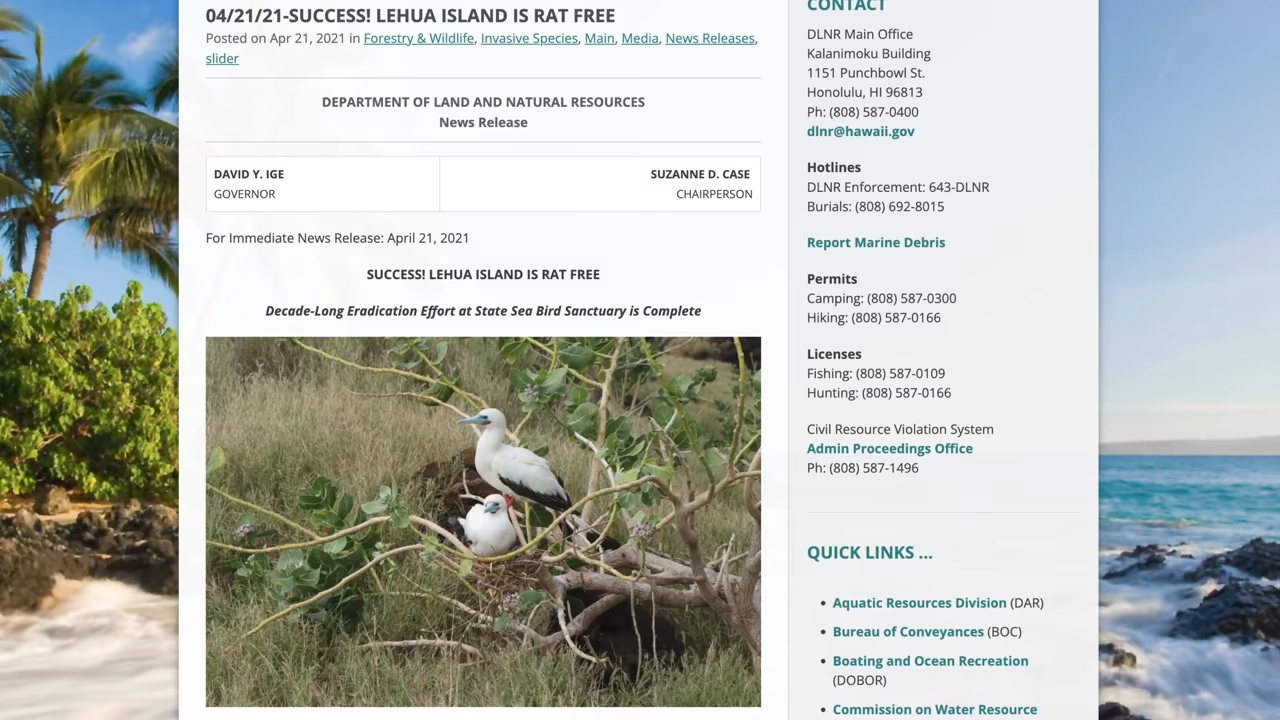 04/21/21-SUCCESS! LEHUA ISLAND IS RAT FREE
Posted on Apr 21, 2021 in Forestry & Wildlife, Invasive Species, Main, Media, News Releases,
slider
DEPARTMENT OF LAND AND NATURAL RESOURCES
News Release
DAVID Y. IGE
GOVERNOR
SUZANNE D. CASE
CHAIRPERSON
For Immediate News Release: April 21, 2021
SUCCESS! LEHUA ISLAND IS RAT FREE
Decade-Long Eradication Effort at State Sea Bird Sanctuary is Complete
CONTACT
DLNR Main Office
Kalanimoku Building
1151 Punchbowl St.
Honolulu, HI 96813
Ph: (808) 587-0400
dlnr@hawaii.gov
Hotlines
DLNR Enforcement: 643-DLNR
Burials: (808) 692-8015
Report Marine Debris
Permits
Camping: (808) 587-0300
Hiking: (808) 587-0166
Licenses
Fishing: (808) 587-0109
Hunting: (808) 587-0166
Civil Resource Violation System
Admin Proceedings Office
Ph: (808) 587-1496
QUICK LINKS ...
• Aquatic Resources Division (DAR)
• Bureau of Conveyances (BOC)
• Boating and Ocean Recreation
(DOBOR)
• Commission on Water Resource